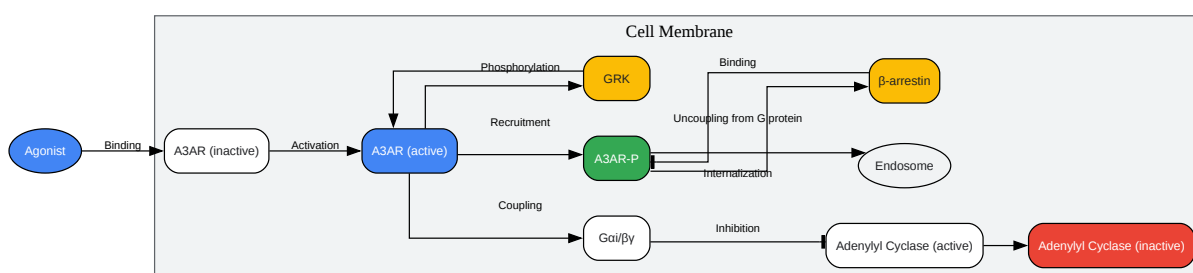 Cell Membrane
Phosphorylation
GRK
Binding
β-arrestin
Recruitment
Uncoupling from G protein
Agonist
Binding
A3AR (inactive)
Activation
A3AR (active)
A3AR-P
Internalization
Endosome
Coupling
Gαi/βγ
Inhibition
Adenylyl Cyclase (active)
Adenylyl Cyclase (inactive)